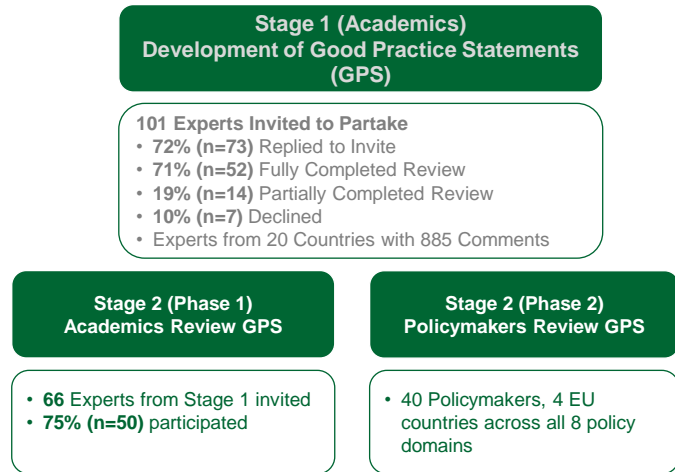 Stage 1 (Academics)
Development of Good Practice Statements
(GPS)
101 Experts Invited to Partake
• 72% (n=73) Replied to Invite
• 71% (n=52) Fully Completed Review
• 19% (n=14) Partially Completed Review
• 10% (n=7) Declined
• Experts from 20 Countries with 885 Comments
Stage 2 (Phase 1)
Academics Review GPS
• 66 Experts from Stage 1 invited
• 75% (n=50) participated
Stage 2 (Phase 2)
Policymakers Review GPS
• 40 Policymakers, 4 EU
countries across all 8 policy
domains